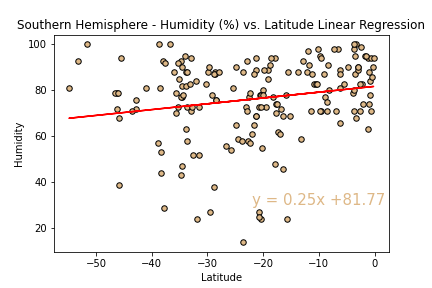 Southern Hemisphere - Humidity (%) vs. Latitude Linear Regression
100
80
60
40
20
Humidity
y = 0.25x +81.77
−50
−40
−30
−20
−10
0
Latitude